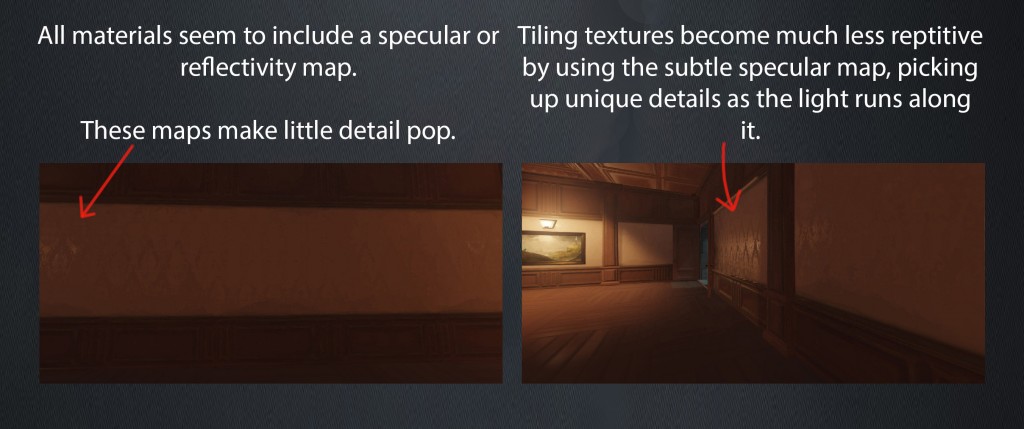 All materials seem to include a specular or
reflectivity map.
These maps make little detail pop.
Tiling textures become much less reptitive
by using the subtle specular map, picking
up unique details as the light runs along
it.